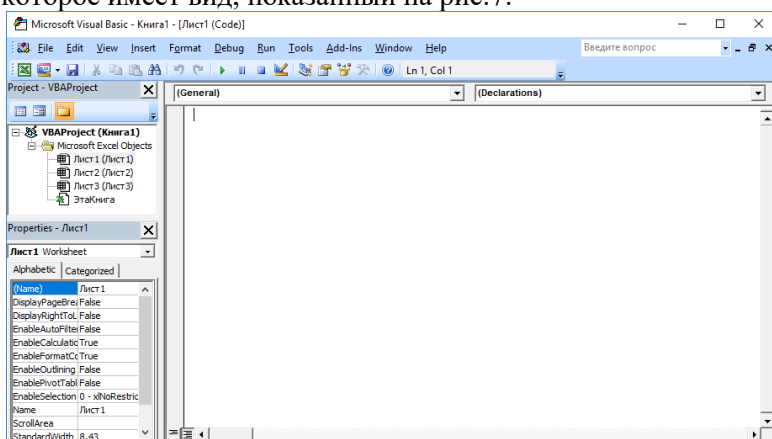 которое имеет вид, показанный на рис.7.
Microsoft Visual Basic - Книга1 - [Лист1 (Code)]
File Edit View Insert Format Debug Run Tools Add-Ins Window Help
Введите вопрос
Ln 1, Col 1
Project - VBAProject
(General)
(Declarations)
VBAProject (Книга1)
Microsoft Excel Objects
Лист1 (Лист1)
Лист2 (Лист2)
Лист3 (Лист3)
ЭтаКнига
Properties - Лист1
Лист1 Worksheet
Alphabetic Categorized
(Name) Лист1
DisplayPageBrea False
DisplayRightToL False
EnableAutoFilter False
EnableCalculatic True
EnableFormatCc True
EnableOutlining False
EnablePivotTabl False
EnableSelection 0 - xlNoRestric
Name Лист1
ScrollArea
StandardWidth 8,43